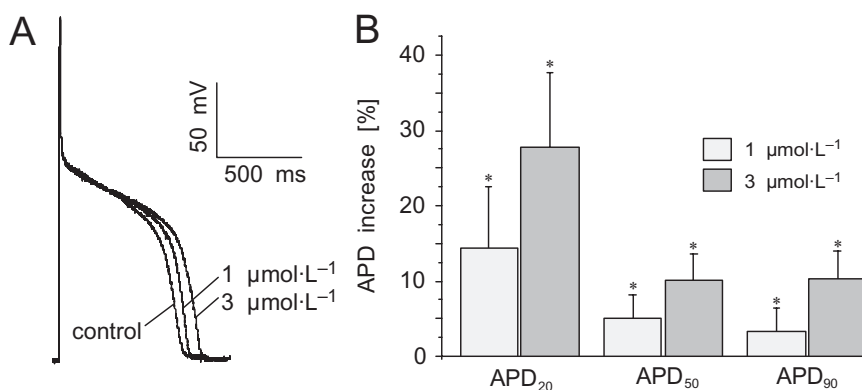 A
50 mV
500 ms
1 µmol·L⁻¹
3 µmol·L⁻¹
control
B
APD increase [%]
40
30
20
10
0
*
*
*
*
*
*
1 µmol·L⁻¹
3 µmol·L⁻¹
APD₂₀
APD₅₀
APD₉₀